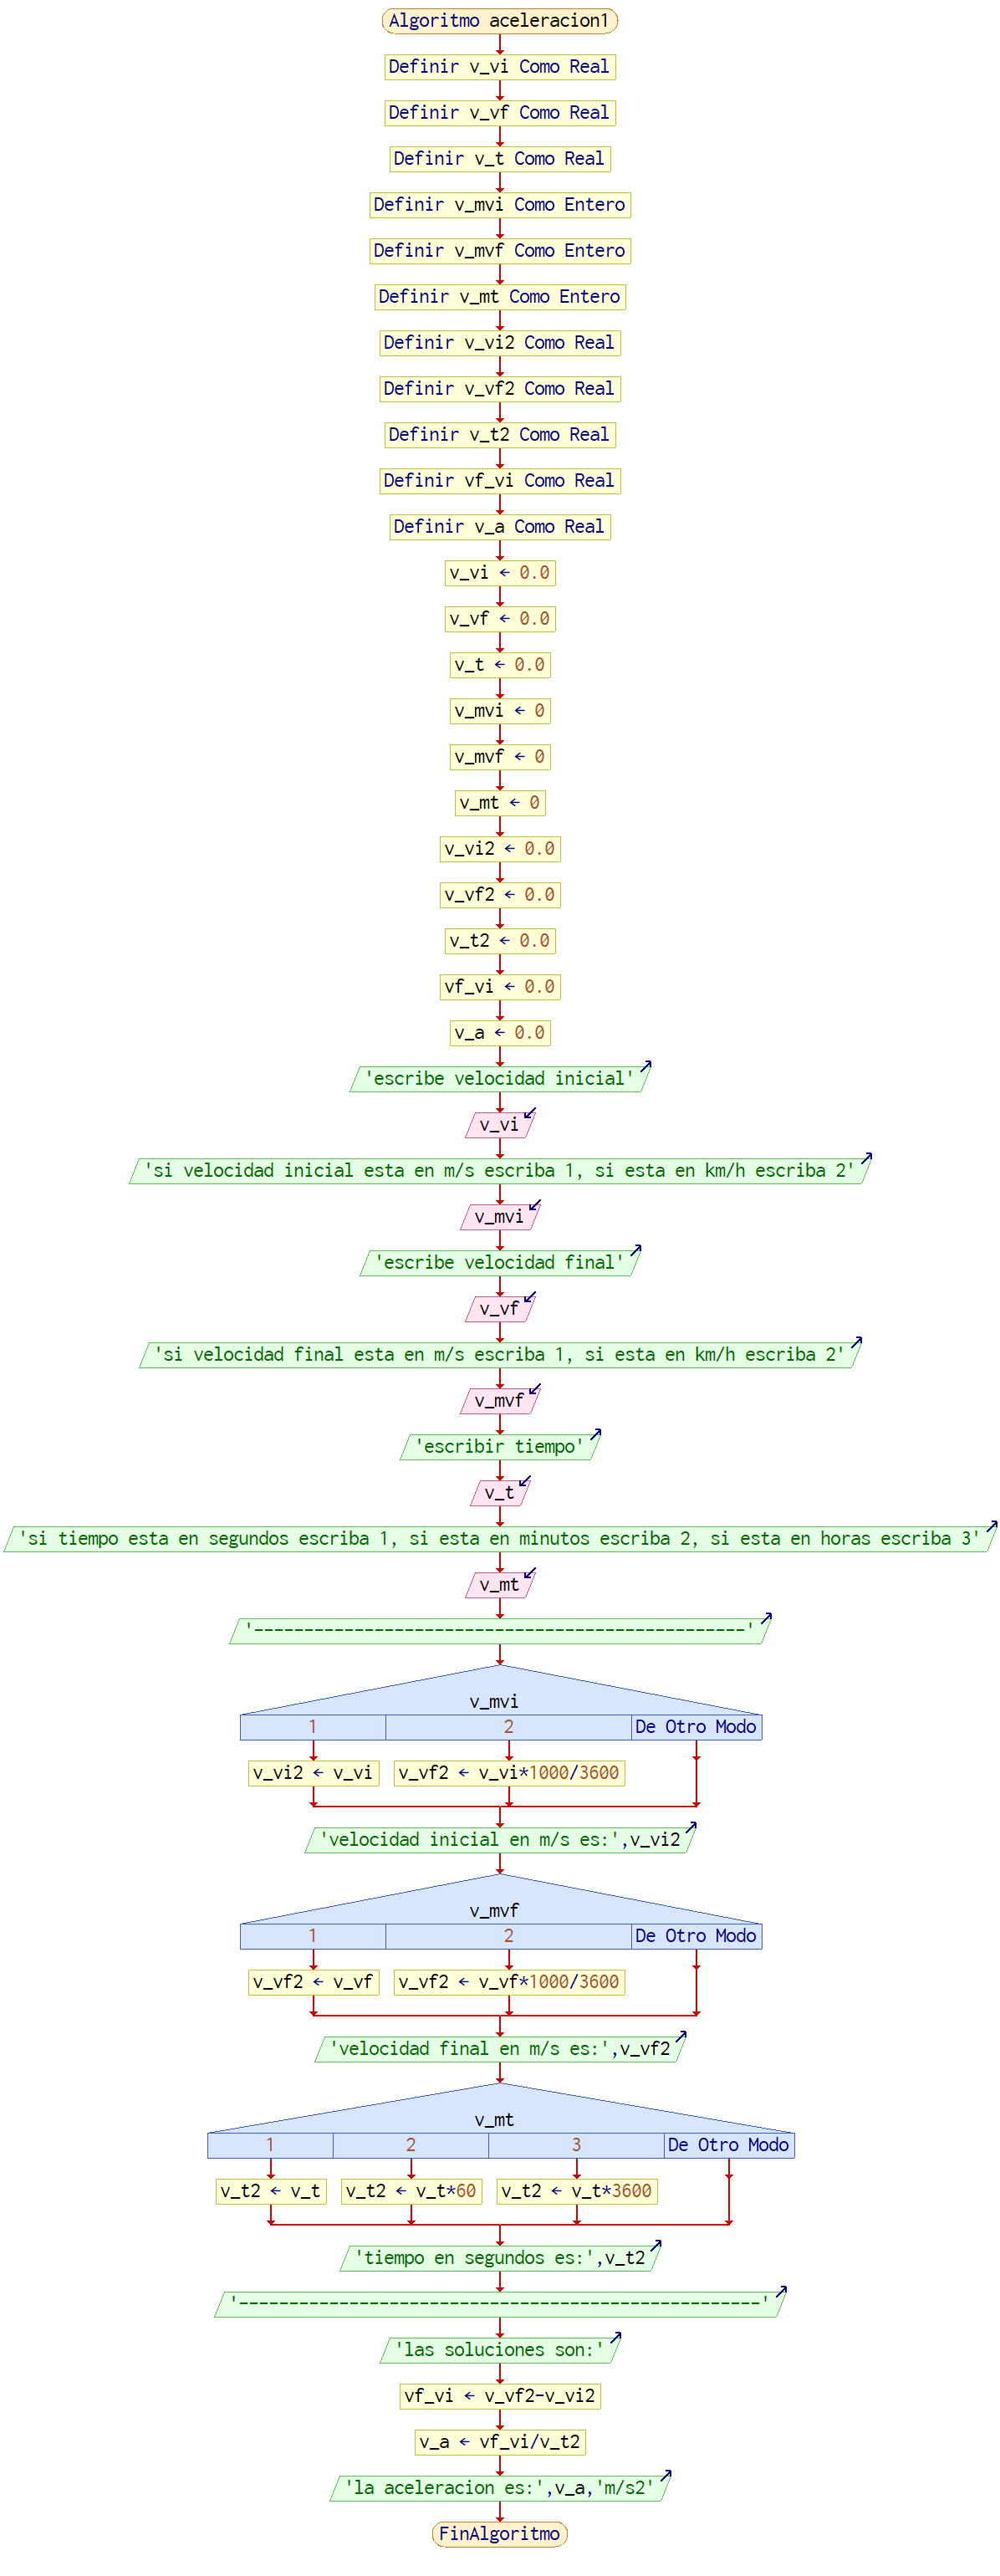 Algoritmo aceleracion1
Definir v_vi Como Real
Definir v_vf Como Real
Definir v_t Como Real
Definir v_mvi Como Entero
Definir v_mvf Como Entero
Definir v_mt Como Entero
Definir v_vi2 Como Real
Definir v_vf2 Como Real
Definir v_t2 Como Real
Definir vf_vi Como Real
Definir v_a Como Real
v_vi ← 0.0
v_vf ← 0.0
v_t ← 0.0
v_mvi ← 0
v_mvf ← 0
v_mt ← 0
v_vi2 ← 0.0
v_vf2 ← 0.0
v_t2 ← 0.0
vf_vi ← 0.0
v_a ← 0.0
'escribe velocidad inicial'
v_vi
'si velocidad inicial esta en m/s escriba 1, si esta en km/h escriba 2'
v_mvi
'escribe velocidad final'
v_vf
'si velocidad final esta en m/s escriba 1, si esta en km/h escriba 2'
v_mvf
'escribir tiempo'
v_t
'si tiempo esta en segundos escriba 1, si esta en minutos escriba 2, si esta en horas escriba 3'
v_mt
'-------------------------------------------------'
v_mvi
1 2 De Otro Modo
v_vi2 ← v_vi v_vf2 ← v_vi*1000/3600
'velocidad inicial en m/s es:',v_vi2
v_mvf
1 2 De Otro Modo
v_vf2 ← v_vf v_vf2 ← v_vf*1000/3600
'velocidad final en m/s es:',v_vf2
v_mt
1 2 3 De Otro Modo
v_t2 ← v_t v_t2 ← v_t*60 v_t2 ← v_t*3600
'tiempo en segundos es:',v_t2
'----------------------------------------------------'
'las soluciones son:'
vf_vi ← v_vf2-v_vi2
v_a ← vf_vi/v_t2
'la aceleracion es:',v_a,'m/s2'
FinAlgoritmo